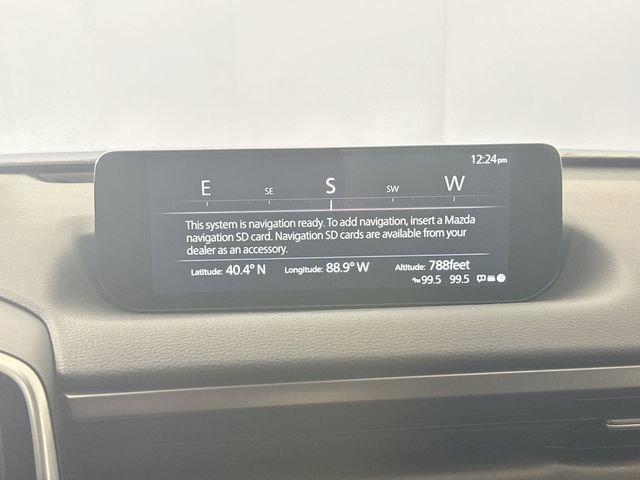 12:24pm
E SE S SW W
This system is navigation ready. To add navigation, insert a Mazda
navigation SD card. Navigation SD cards are available from your
dealer as an accessory.
Latitude: 40.4° N Longitude: 88.9° W Altitude: 788feet
99.5 99.5